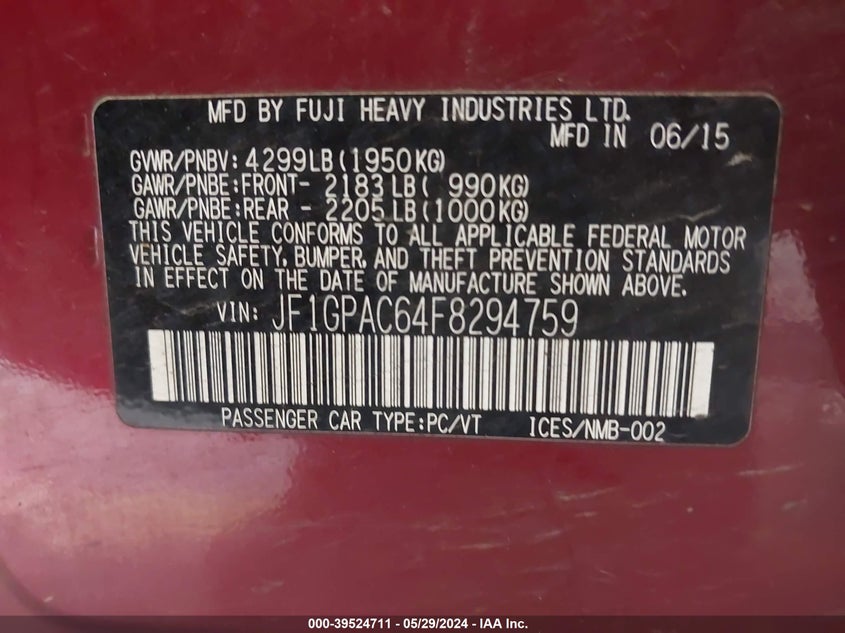 MFD BY FUJI HEAVY INDUSTRIES LTD.
MFD IN 06/15
GVWR/PNBV: 4299LB(1950KG)
GAWR/PNBE:FRONT- 2183LB( 990KG)
GAWR/PNBE:REAR - 2205LB(1000KG)
THIS VEHICLE CONFORMS TO ALL APPLICABLE FEDERAL MOTOR
VEHICLE SAFETY, BUMPER, AND THEFT PREVENTION STANDARDS
IN EFFECT ON THE DATE OF MANUFACTURE SHOWN ABOVE.
VIN: JF1GPAC64F8294759
PASSENGER CAR TYPE:PC/VT ICES/NMB-002
000-39524711 - 05/29/2024 - IAA Inc.